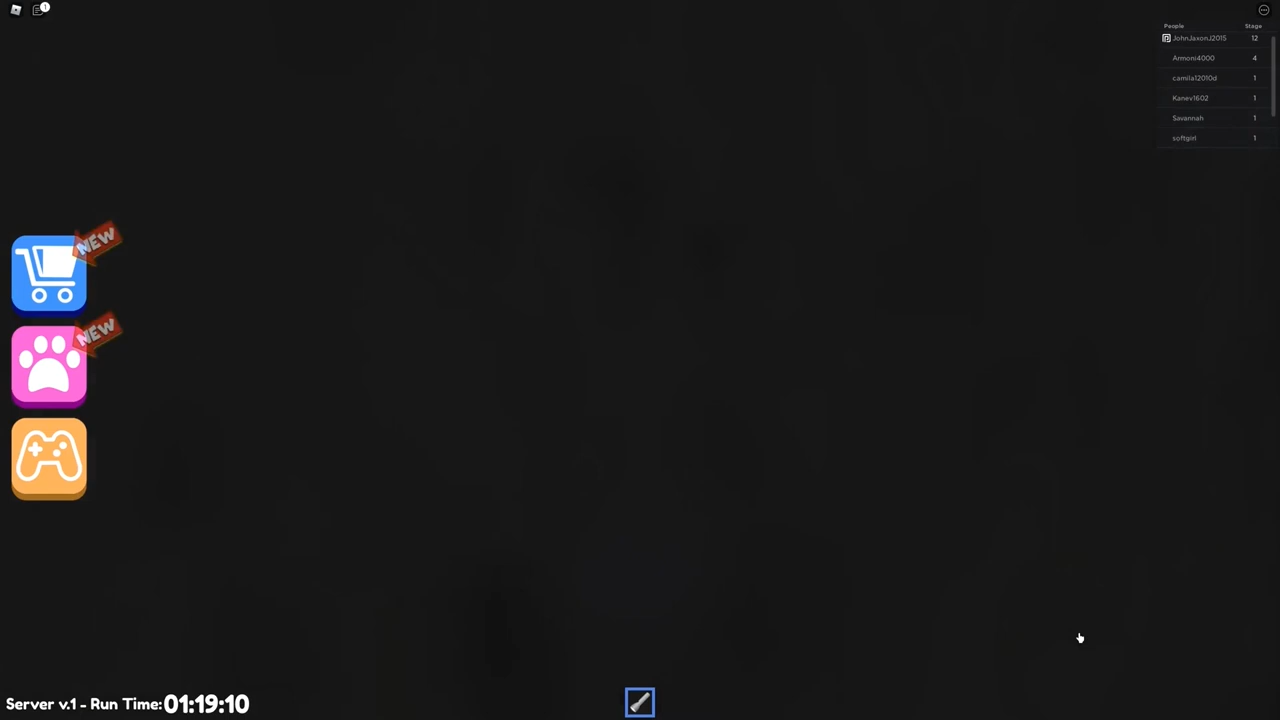 1
People Stage
JohnJaxonJ2015 12
Armoni4000 4
camila12010d 1
Kanev1602 1
Savannah 1
softgirl 1
NEW
NEW
Server v.1 - Run Time: 01:19:10